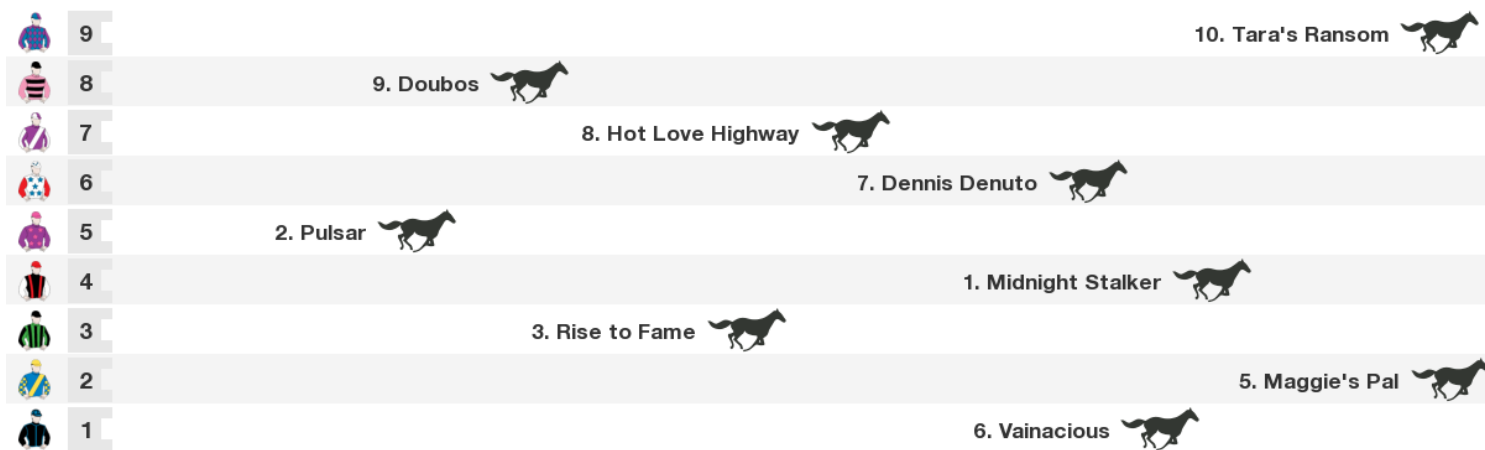 9 10. Tara's Ransom
8 9. Doubos
7 8. Hot Love Highway
6 7. Dennis Denuto
5 2. Pulsar
4 1. Midnight Stalker
3 3. Rise to Fame
2 5. Maggie's Pal
1 6. Vainacious